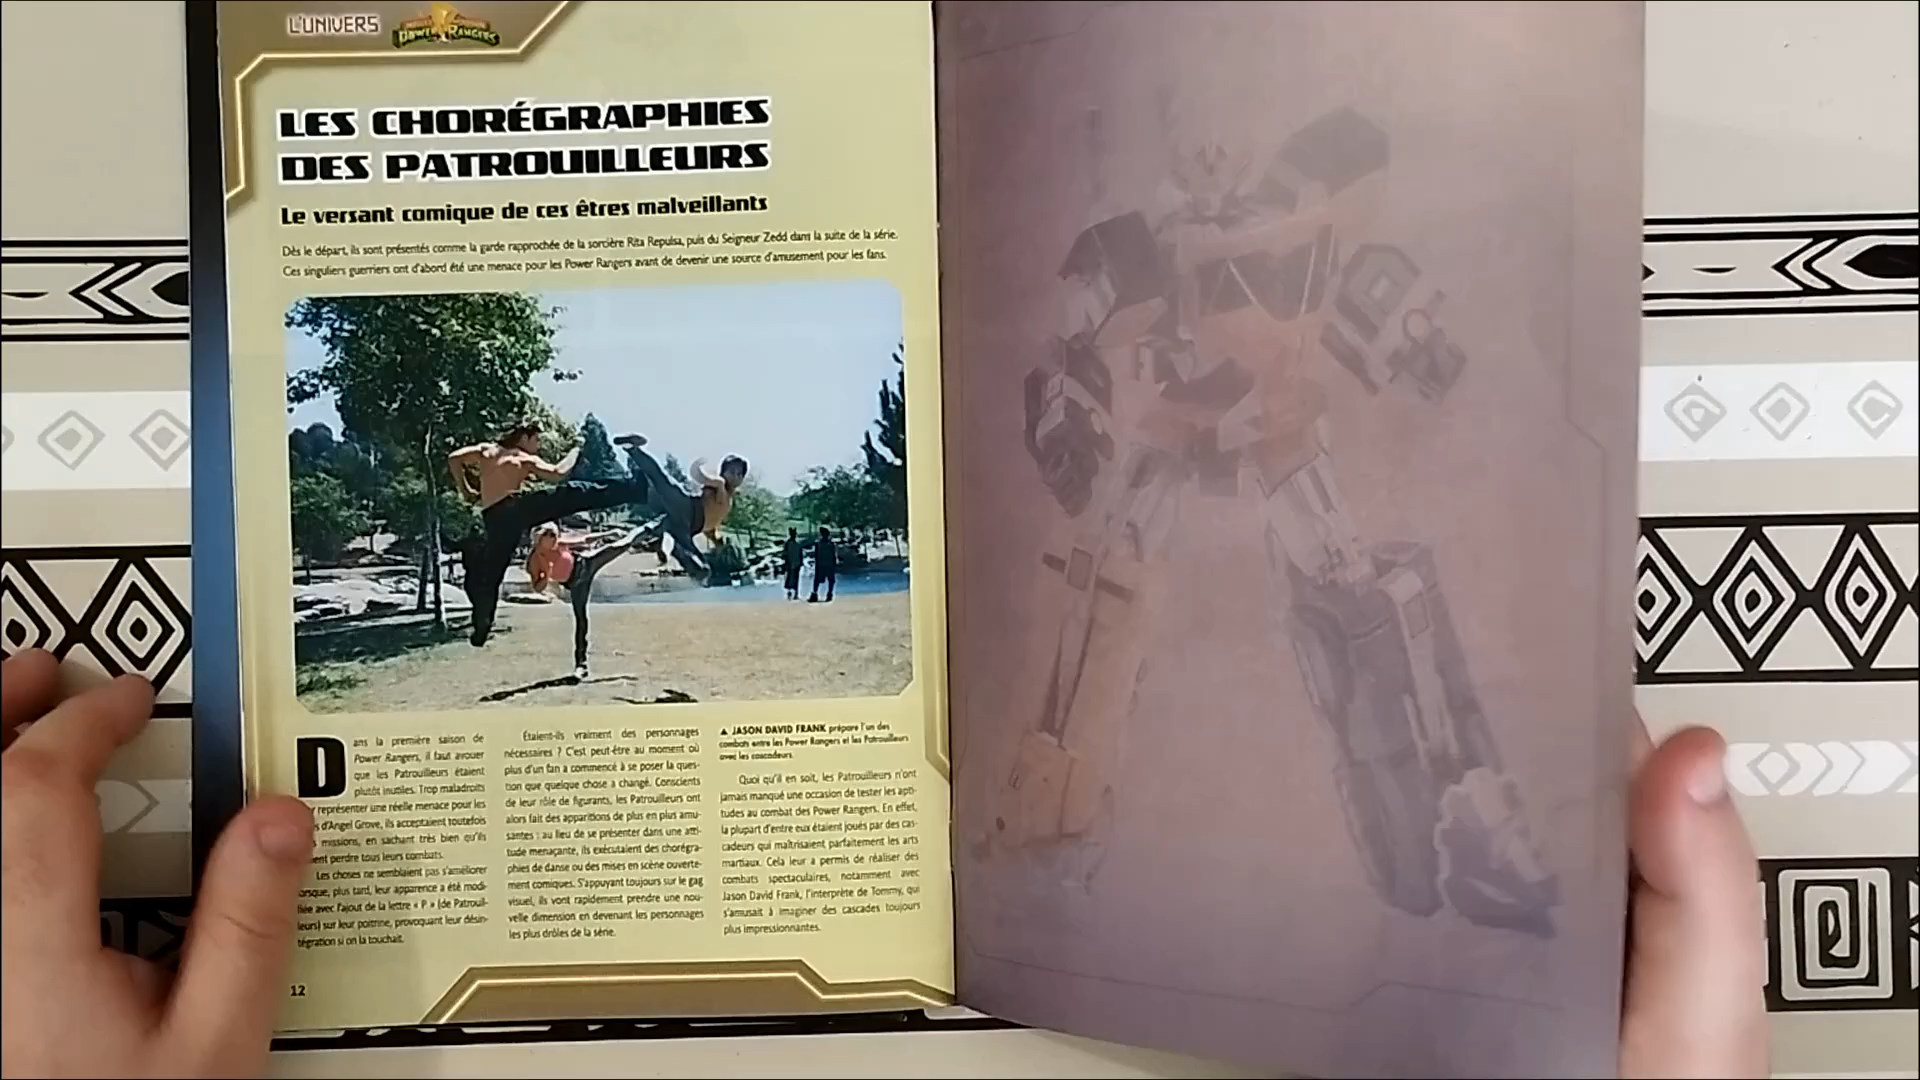 L'UNIVERS
POWER RANGERS
LES CHORÉGRAPHIES
DES PATROUILLEURS
Le versant comique de ces êtres malveillants
Dès le départ, ils sont présentés comme la garde rapprochée de la sorcière Rita Repulsa, puis du Seigneur Zedd dans la suite de la série.
Ces singuliers guerriers ont d'abord été une menace pour les Power Rangers avant de devenir une source d'amusement pour les fans.
Dans la première saison de
Power Rangers, il faut avouer
que les Patrouilleurs étaient
plutôt inutiles. Trop maladroits
représenter une réelle menace pour les
d'Angel Grove, ils acceptaient toutefois
missions, en sachant très bien qu'ils
perdre tous leurs combats.
Les choses ne semblaient pas s'améliorer
lorsque, plus tard, leur apparence a été modi-
fiée avec l'ajout de la lettre « P » (de Patrouil-
leurs) sur leur poitrine, provoquant leur désin-
tégration si on la touchait.
Étaient-ils vraiment des personnages
nécessaires ? C'est peut-être au moment où
plus d'un fan a commencé à se poser la ques-
tion que quelque chose a changé. Conscients
de leur rôle de figurants, les Patrouilleurs ont
alors fait des apparitions de plus en plus amu-
santes : au lieu de se présenter dans une atti-
tude menaçante, ils exécutaient des chorégra-
phies de danse ou des mises en scène ouverte-
ment comiques. S'appuyant toujours sur le gag
visuel, ils vont rapidement prendre une nou-
velle dimension en devenant les personnages
les plus drôles de la série.
▲ JASON DAVID FRANK prépare l'un des
combats entre les Power Rangers et les Patrouilleurs
avec les cascadeurs.
Quoi qu'il en soit, les Patrouilleurs n'ont
jamais manqué une occasion de tester les apti-
tudes au combat des Power Rangers. En effet,
la plupart d'entre eux étaient joués par des cas-
cadeurs qui maîtrisaient parfaitement les arts
martiaux. Cela leur a permis de réaliser des
combats spectaculaires, notamment avec
Jason David Frank, l'interprète de Tommy, qui
s'amusait à imaginer des cascades toujours
plus impressionnantes.
12